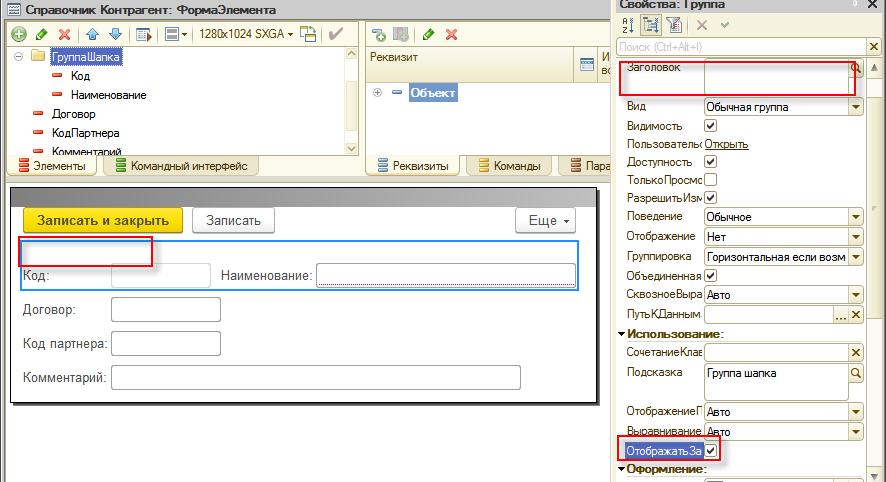 Справочник Контрагент: ФормаЭлемента
1280x1024 SXGA
ГруппаШапка
Код
Наименование
Договор
КодПартнера
Комментарий
Элементы
Командный интерфейс
Реквизит
Объект
Реквизиты
Команды
Пара
Записать и закрыть
Записать
Еще
Код:
Наименование:
Договор:
Код партнера:
Комментарий:
Свойства: Группа
Поиск (Ctrl+Alt+I)
Заголовок
Вид Обычная группа
Видимость
Пользователь Открыть
Доступность
ТолькоПросмо
РазрешитьИзм
Поведение Обычное
Отображение Нет
Группировка Горизонтальная если возм
Объединенная
СквозноеВыра Авто
ПутьКДанным ...
Использование:
СочетаниеКлав
Подсказка Группа шапка
ОтображениеП Авто
Выравнивание Авто
ОтображатьЗа
Оформление: